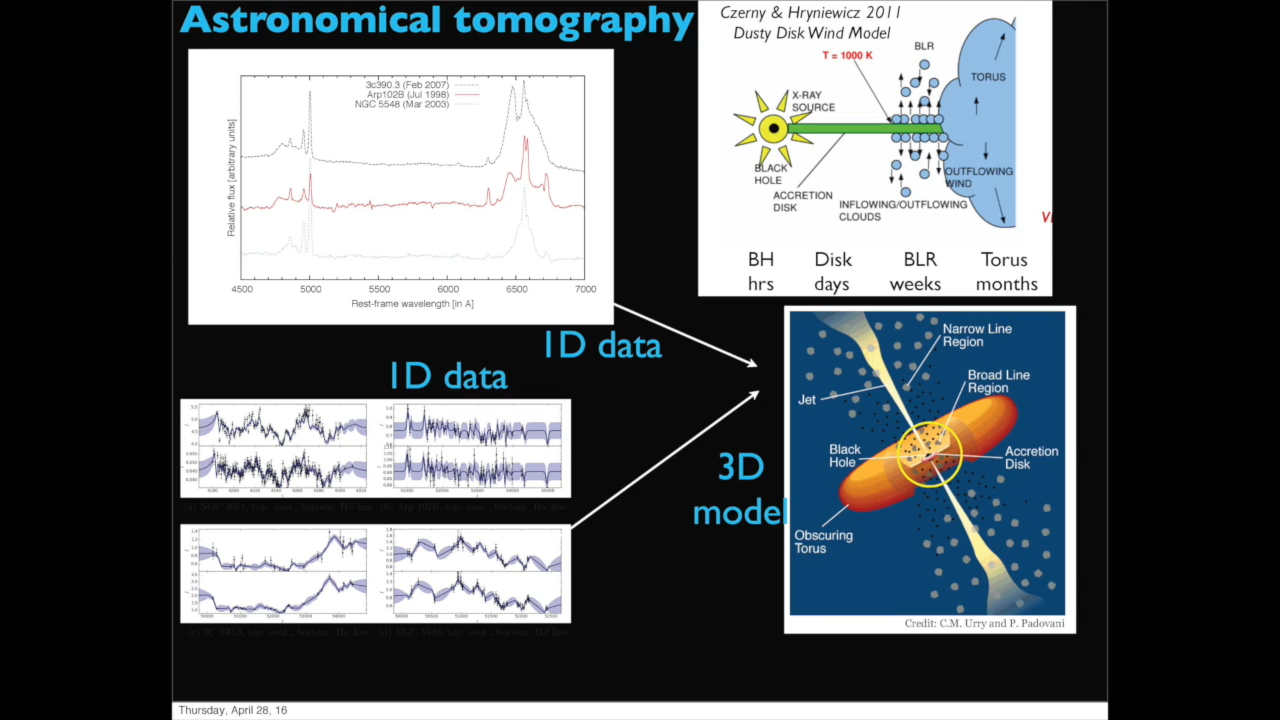 Astronomical tomography
3c390.3 (Feb 2007)
Arp102B (Jul 1998)
NGC 5548 (Mar 2003)
Relative flux [arbitrary units]
4500 5000 5500 6000 6500 7000
Rest-frame wavelength [in A]
Czerny & Hryniewicz 2011
Dusty Disk Wind Model
T = 1000 K
BLR
TORUS
X-RAY
SOURCE
BLACK
HOLE
ACCRETION
DISK
OUTFLOWING
WIND
INFLOWING/OUTFLOWING
CLOUDS
BH Disk BLR Torus
hrs days weeks months
1D data
1D data
3D
model
Narrow Line
Region
Broad Line
Region
Jet
Black
Hole
Accretion
Disk
Obscuring
Torus
Credit: C.M. Urry and P. Padovani
Thursday, April 28, 16